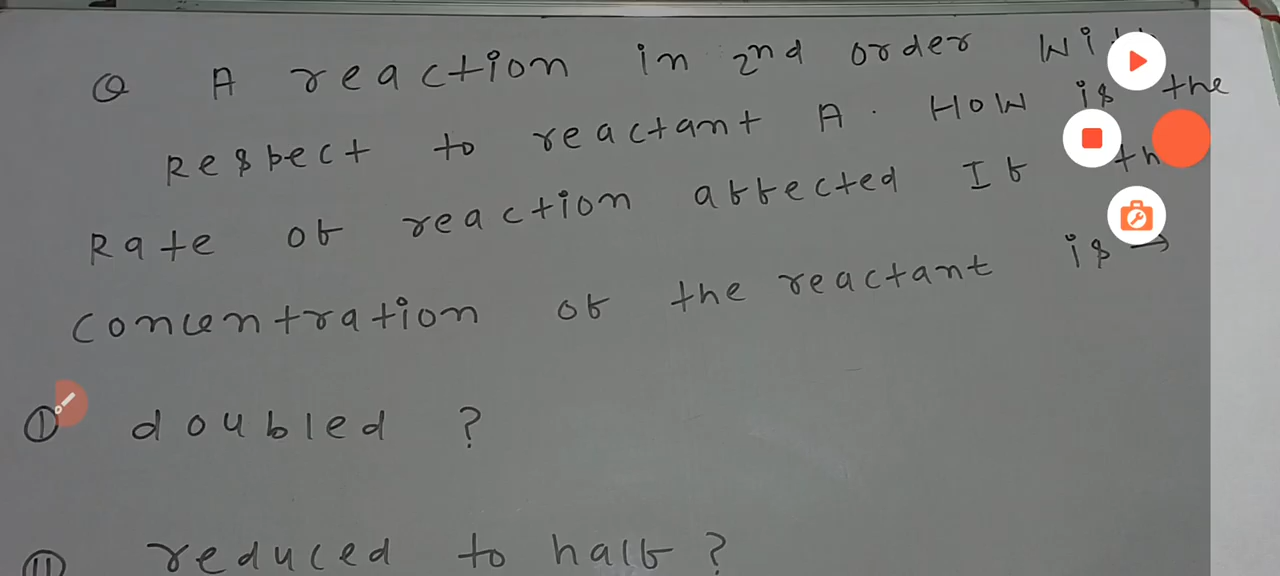 Q A reaction in 2nd order
Respect to reactant A. How is the
Rate of reaction affected If
Concentration of the reactant is →
① doubled ?
② reduced to half ?